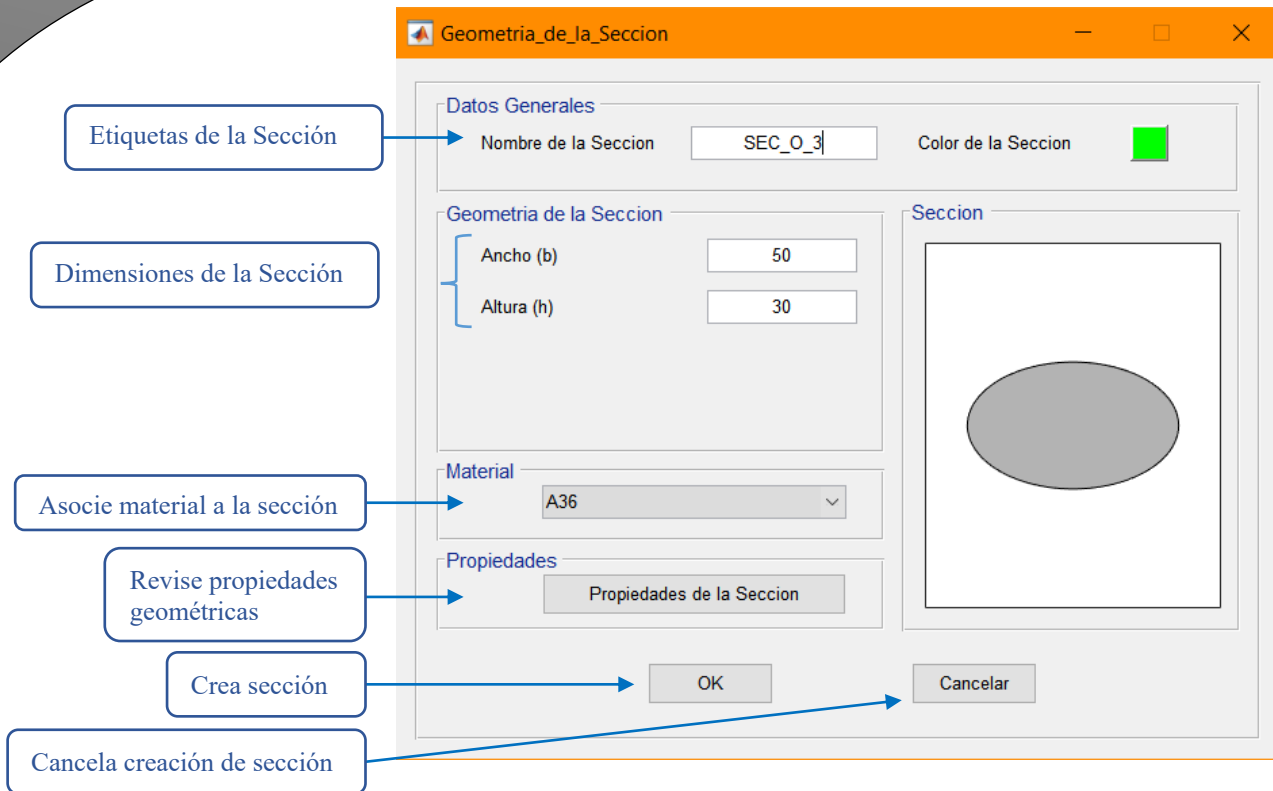 Geometria_de_la_Seccion
Datos Generales
Etiquetas de la Sección
Nombre de la Seccion
SEC_O_3
Color de la Seccion
Geometria de la Seccion
Seccion
Ancho (b)
50
Dimensiones de la Sección
Altura (h)
30
Material
Asocie material a la sección
A36
Propiedades
Revise propiedades
geométricas
Propiedades de la Seccion
Crea sección
OK
Cancelar
Cancela creación de sección